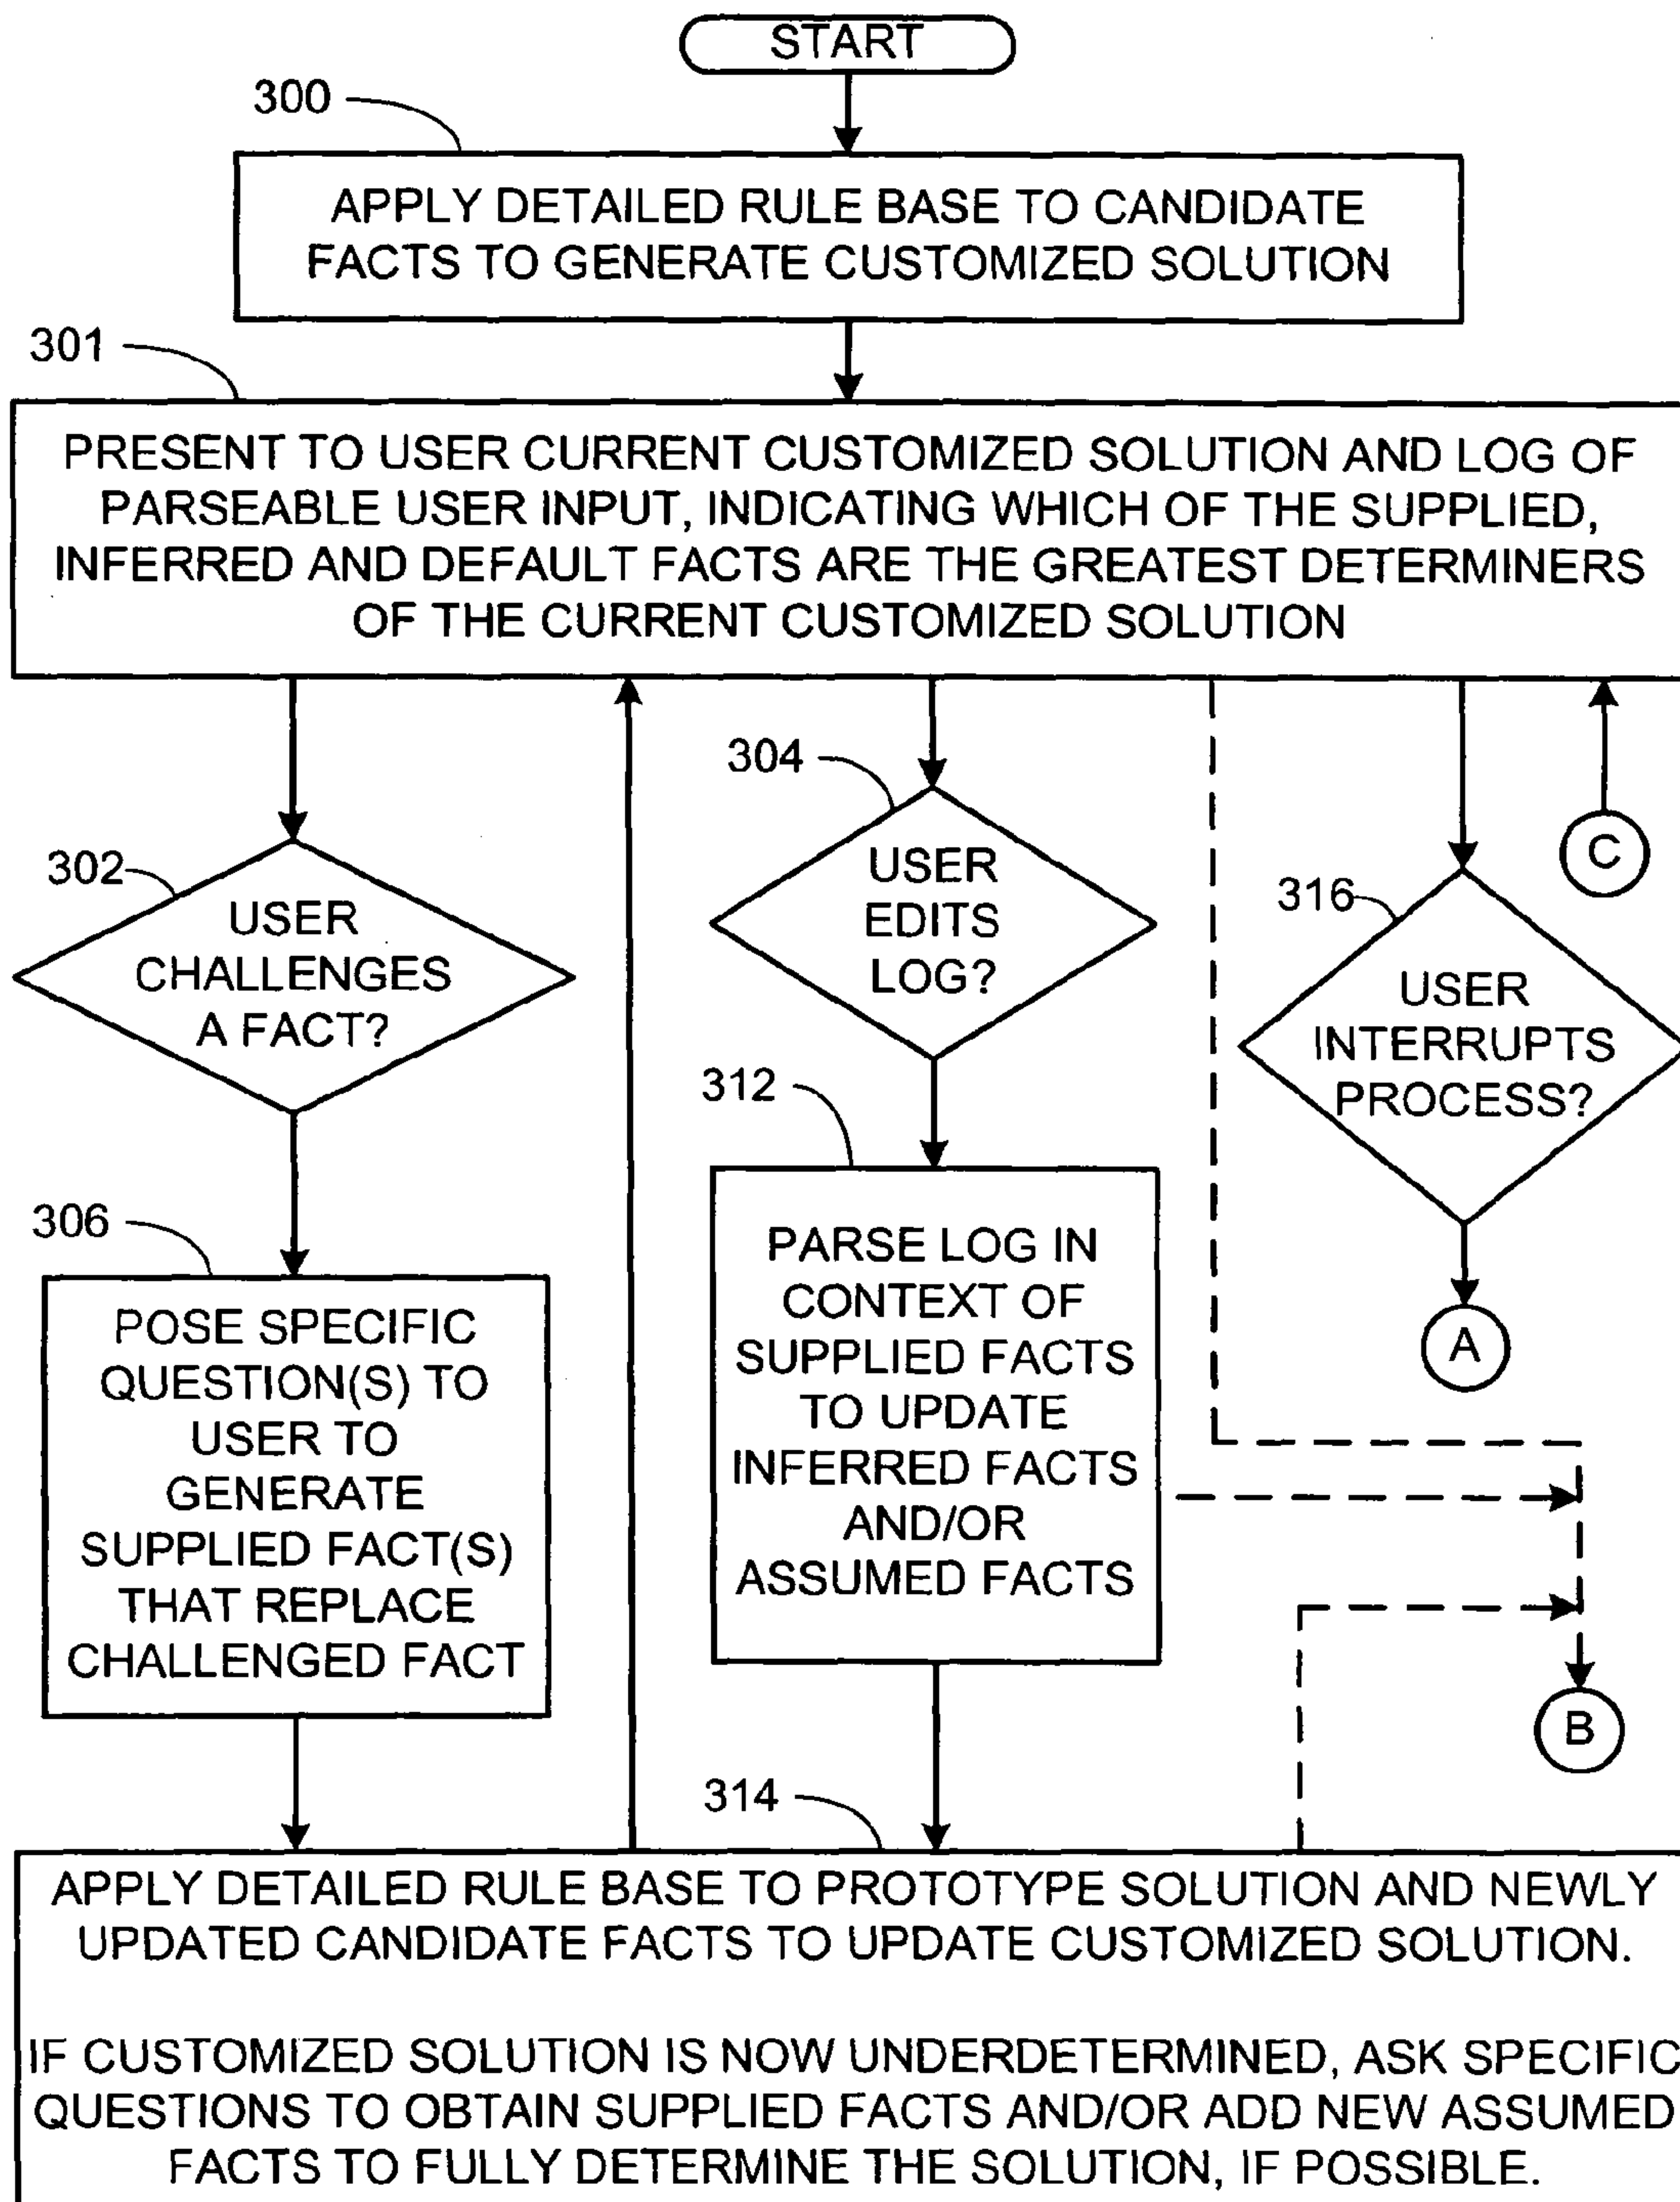 START
300
APPLY DETAILED RULE BASE TO CANDIDATE
FACTS TO GENERATE CUSTOMIZED SOLUTION
301
PRESENT TO USER CURRENT CUSTOMIZED SOLUTION AND LOG OF
PARSEABLE USER INPUT, INDICATING WHICH OF THE SUPPLIED,
INFERRED AND DEFAULT FACTS ARE THE GREATEST DETERMINERS
OF THE CURRENT CUSTOMIZED SOLUTION
302
USER
CHALLENGES
A FACT?
304
USER
EDITS
LOG?
316
USER
INTERRUPTS
PROCESS?
C
306
POSE SPECIFIC
QUESTION(S) TO
USER TO
GENERATE
SUPPLIED FACT(S)
THAT REPLACE
CHALLENGED FACT
312
PARSE LOG IN
CONTEXT OF
SUPPLIED FACTS
TO UPDATE
INFERRED FACTS
AND/OR
ASSUMED FACTS
A
B
314
APPLY DETAILED RULE BASE TO PROTOTYPE SOLUTION AND NEWLY
UPDATED CANDIDATE FACTS TO UPDATE CUSTOMIZED SOLUTION.
IF CUSTOMIZED SOLUTION IS NOW UNDERDETERMINED, ASK SPECIFIC
QUESTIONS TO OBTAIN SUPPLIED FACTS AND/OR ADD NEW ASSUMED
FACTS TO FULLY DETERMINE THE SOLUTION, IF POSSIBLE.